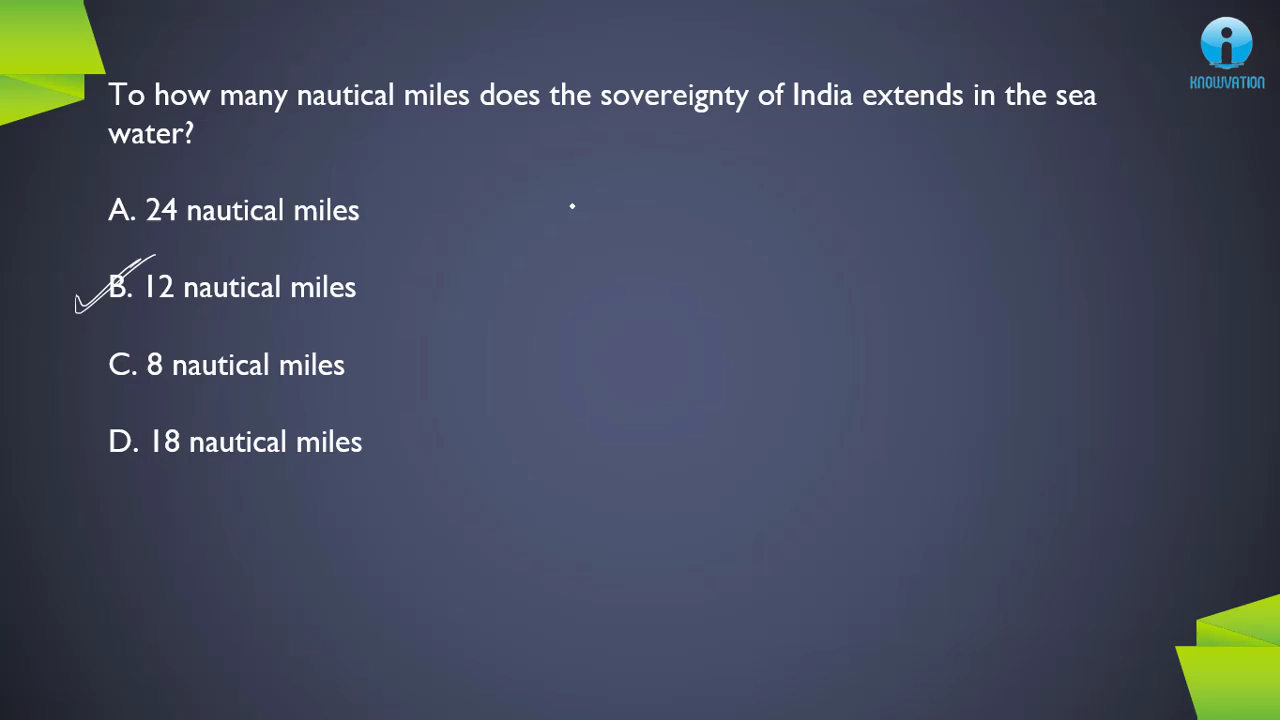 To how many nautical miles does the sovereignty of India extends in the sea
water?
A. 24 nautical miles
B. 12 nautical miles
C. 8 nautical miles
D. 18 nautical miles
i
KNOWVATION